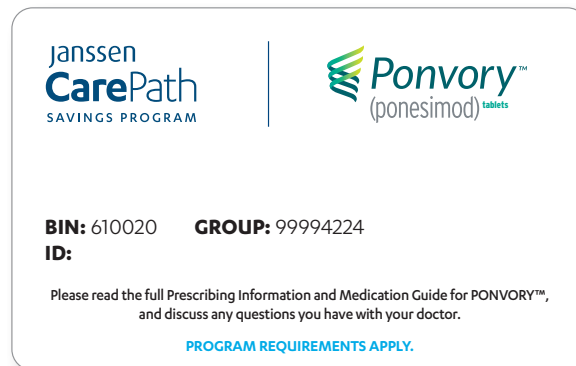 Janssen
CarePath
SAVINGS PROGRAM
Ponvory™
(ponesimod) tablets
BIN: 610020 GROUP: 99994224
ID:
Please read the full Prescribing Information and Medication Guide for PONVORY™,
and discuss any questions you have with your doctor.
PROGRAM REQUIREMENTS APPLY.